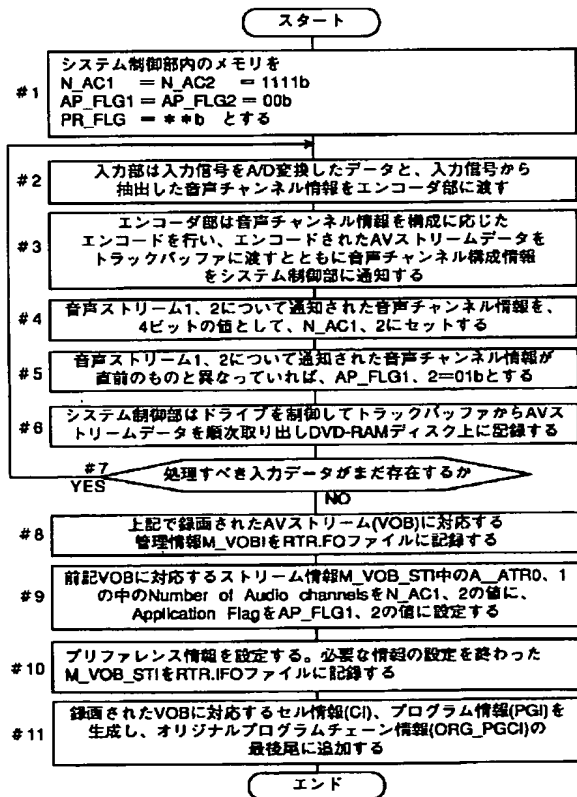 スタート
#1
システム制御部内のメモリを
N_AC1 =N_AC2 =1111b
AP_FLG1=AP_FLG2=00b
PR_FLG =**b とする
#2
入力部は入力信号をA/D変換したデータと、入力信号から
抽出した音声チャンネル情報をエンコーダ部に渡す
#3
エンコーダ部は音声チャンネル情報を構成に応じた
エンコードを行い、エンコードされたAVストリームデータを
トラックバッファに渡すとともに音声チャンネル構成情報
をシステム制御部に通知する
#4
音声ストリーム1、2について通知された音声チャンネル情報を、
4ビットの値として、N_AC1、2にセットする
#5
音声ストリーム1、2について通知された音声チャンネル情報が
直前のものと異なっていれば、AP_FLG1、2=01bとする
#6
システム制御部はドライブを制御してトラックバッファからAVス
トリームデータを順次取り出しDVD-RAMディスク上に記録する
#7
YES
処理すべき入力データがまだ存在するか
NO
#8
上記で録画されたAVストリーム(VOB)に対応する
管理情報M_VOBIをRTR.IFOファイルに記録する
#9
前記VOBに対応するストリーム情報M_VOB_STI中のA_ATR0、1
の中のNumber of Audio channelsをN_AC1、2の値に、
Application FlagをAP_FLG1、2の値に設定する
#10
プリファレンス情報を設定する。必要な情報の設定を終わった
M_VOB_STIをRTR.IFOファイルに記録する
#11
録画されたVOBに対応するセル情報(CI)、プログラム情報(PGI)を
生成し、オリジナルプログラムチェーン情報(ORG_PGCI)の
最後尾に追加する
エンド